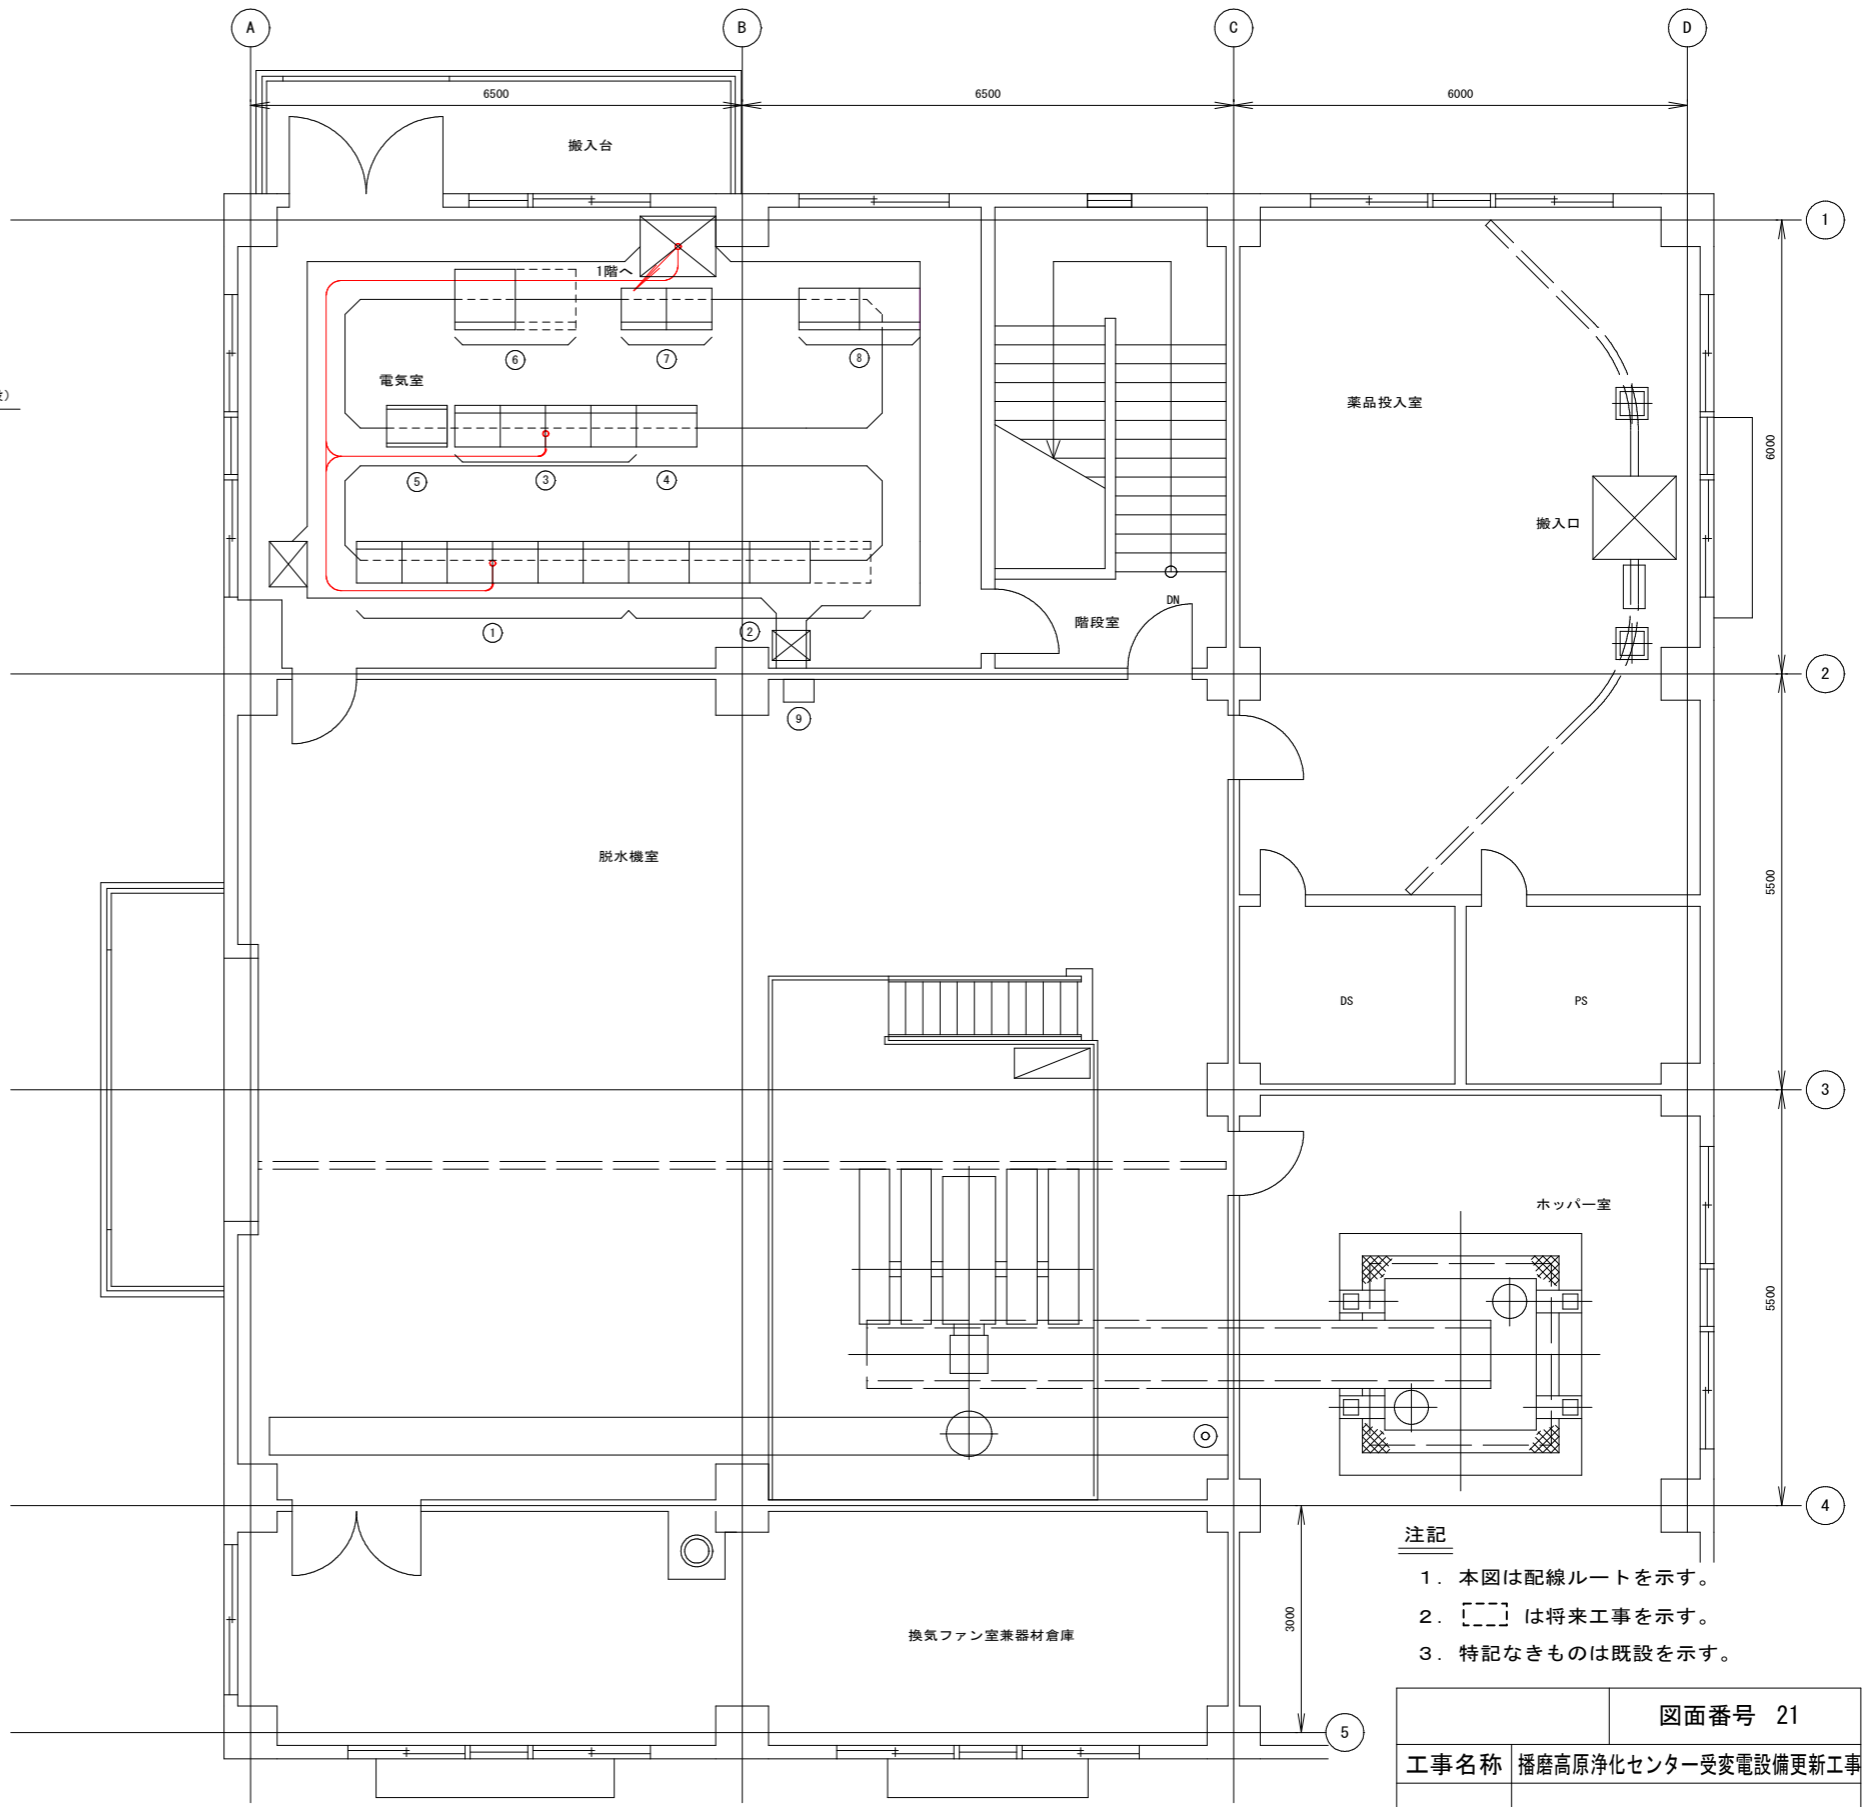 A
B
C
D
6500
6500
6000
搬入台
1
1階へ
⑥
⑦
⑧
電気室
薬品投入室
6000
⑤
③
④
搬入口
DN
階段室
①
②
2
⑨
脱水機室
5500
DS
PS
3
ホッパー室
5500
4
注記
1. 本図は配線ルートを示す。
2. は将来工事を示す。
3. 特記なきものは既設を示す。
3000
換気ファン室兼器材倉庫
5
図面番号 21
工事名称 播磨高原浄化センター受変電設備更新工事